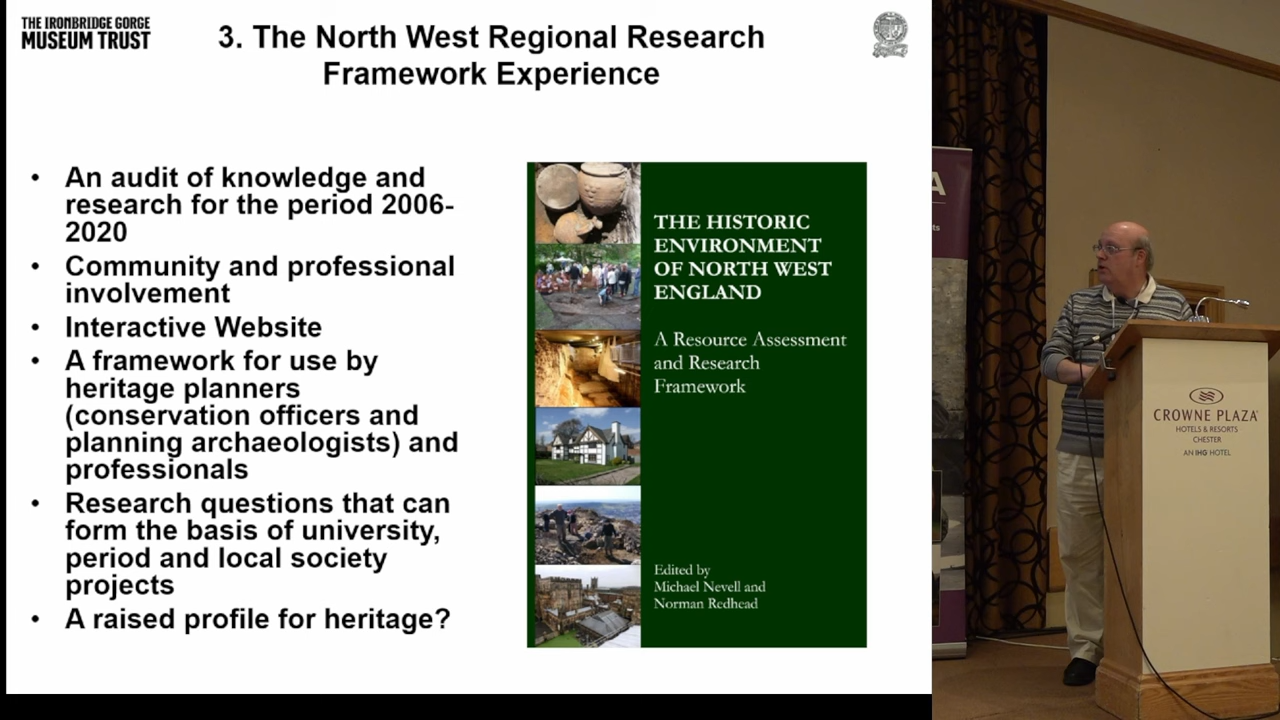 THE IRONBRIDGE GORGE
MUSEUM TRUST
3. The North West Regional Research
Framework Experience
• An audit of knowledge and
research for the period 2006-
2020
• Community and professional
involvement
• Interactive Website
• A framework for use by
heritage planners
(conservation officers and
planning archaeologists) and
professionals
• Research questions that can
form the basis of university,
period and local society
projects
• A raised profile for heritage?
THE HISTORIC
ENVIRONMENT
OF NORTH WEST
ENGLAND
A Resource Assessment
and Research
Framework
Edited by
Michael Nevell and
Norman Redhead
A
ts
CROWNE PLAZA
HOTELS & RESORTS
CHESTER
AN IHG HOTEL